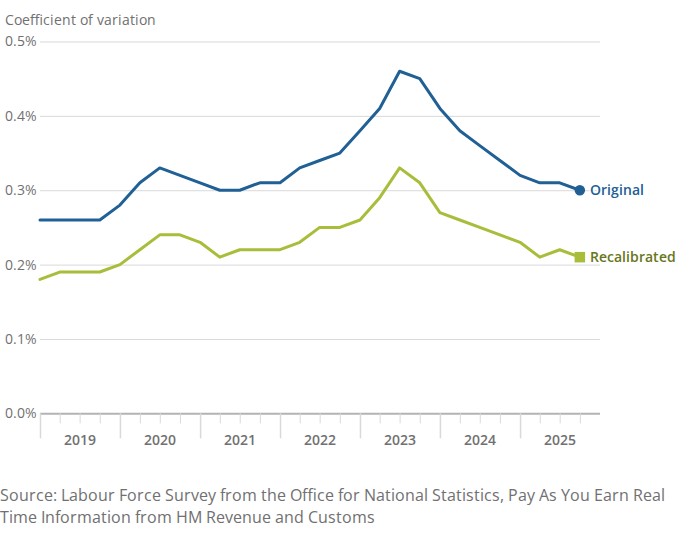 Coefficient of variation
0.5%
0.4%
0.3%
Original
0.2%
Recalibrated
0.1%
0.0%
2019 2020 2021 2022 2023 2024 2025
Source: Labour Force Survey from the Office for National Statistics, Pay As You Earn Real
Time Information from HM Revenue and Customs